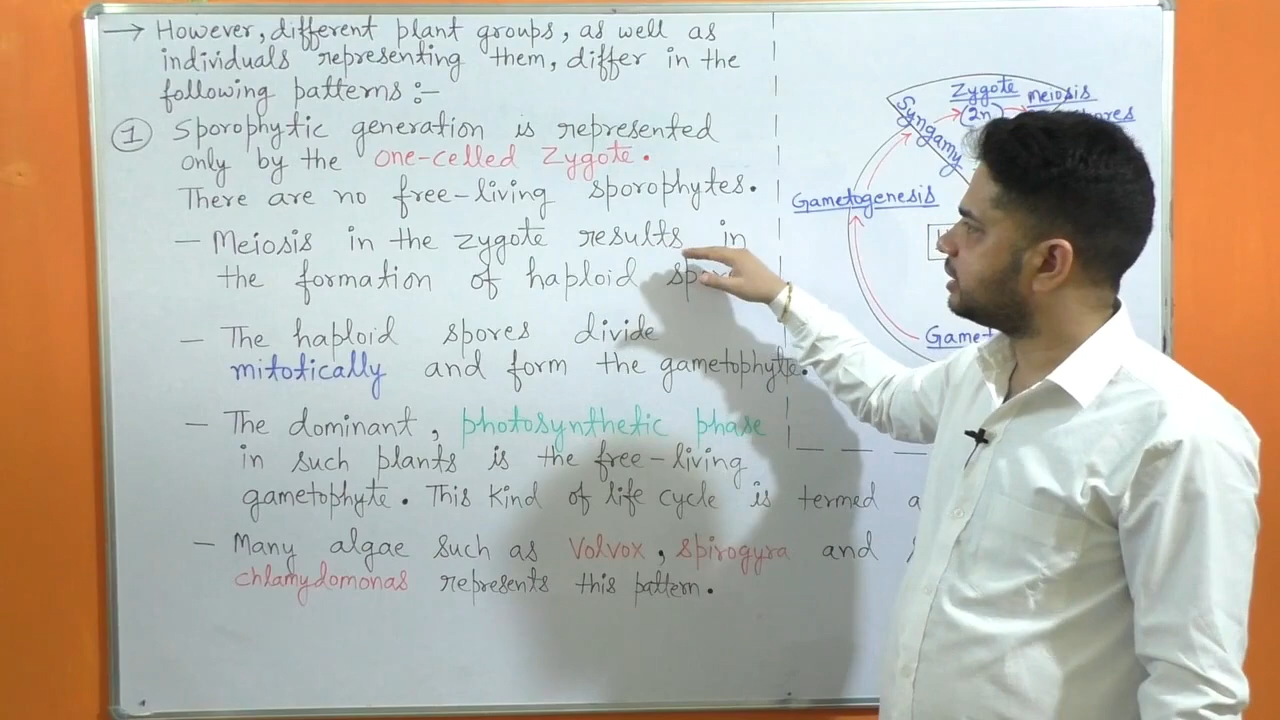 → However, different plant groups, as well as
individuals representing them, differ in the
following patterns :-
① Sporophytic generation is represented
only by the one-celled Zygote.
There are no free-living sporophytes.
- Meiosis in the zygote results in
the formation of haploid
- The haploid spores divide
mitotically and form the gametophyte.
- The dominant, photosynthetic phase
in such plants is the free-living
gametophyte. This kind of life cycle is termed
- Many algae such as Volvox, spirogyra and
chlamydomonas represents this pattern.
Zygote
(2n)
Meiosis
Syngamy
Gametogenesis